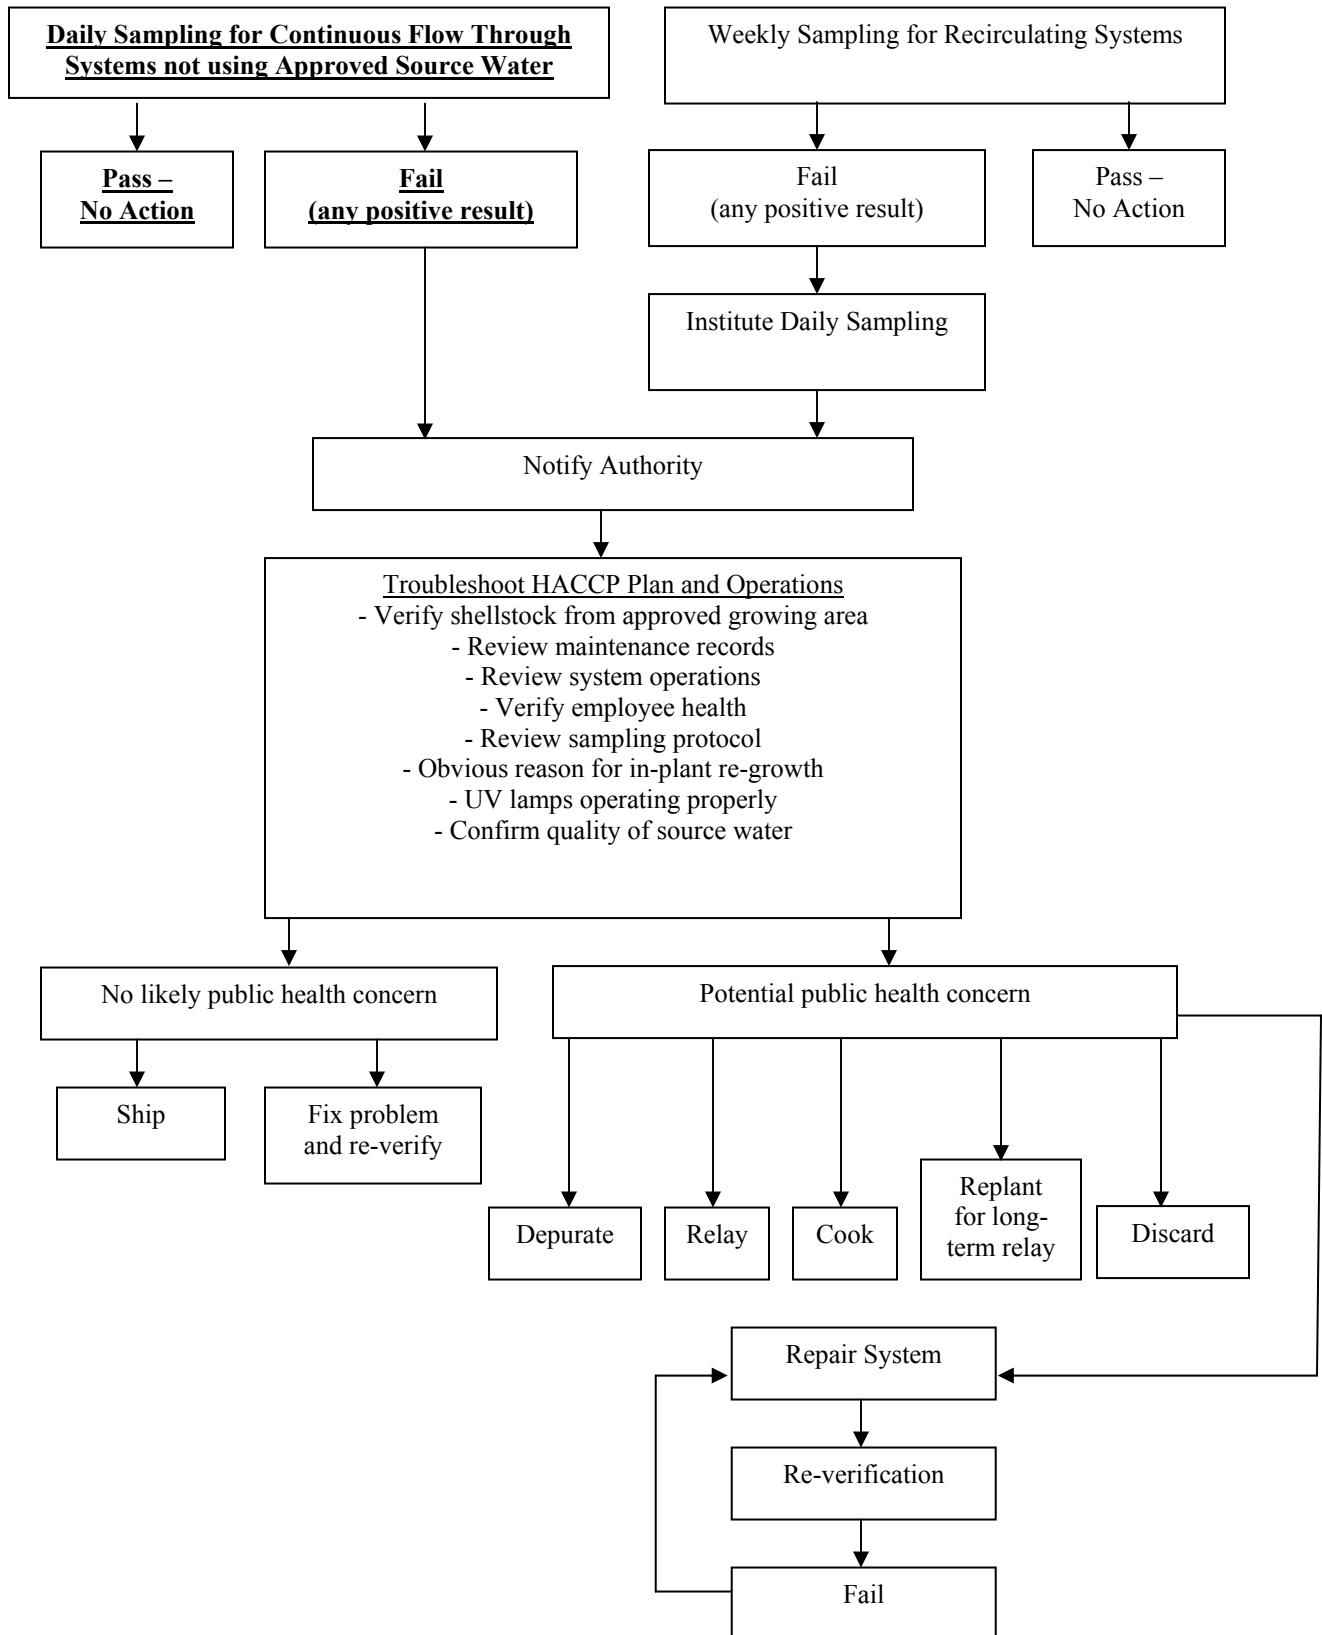 Daily Sampling for Continuous Flow Through
Systems not using Approved Source Water
Weekly Sampling for Recirculating Systems
Pass –
No Action
Fail
(any positive result)
Fail
(any positive result)
Pass –
No Action
Institute Daily Sampling
Notify Authority
Troubleshoot HACCP Plan and Operations
- Verify shellstock from approved growing area
- Review maintenance records
- Review system operations
- Verify employee health
- Review sampling protocol
- Obvious reason for in-plant re-growth
- UV lamps operating properly
- Confirm quality of source water
No likely public health concern
Potential public health concern
Ship
Fix problem
and re-verify
Depurate
Relay
Cook
Replant
for long-
term relay
Discard
Repair System
Re-verification
Fail